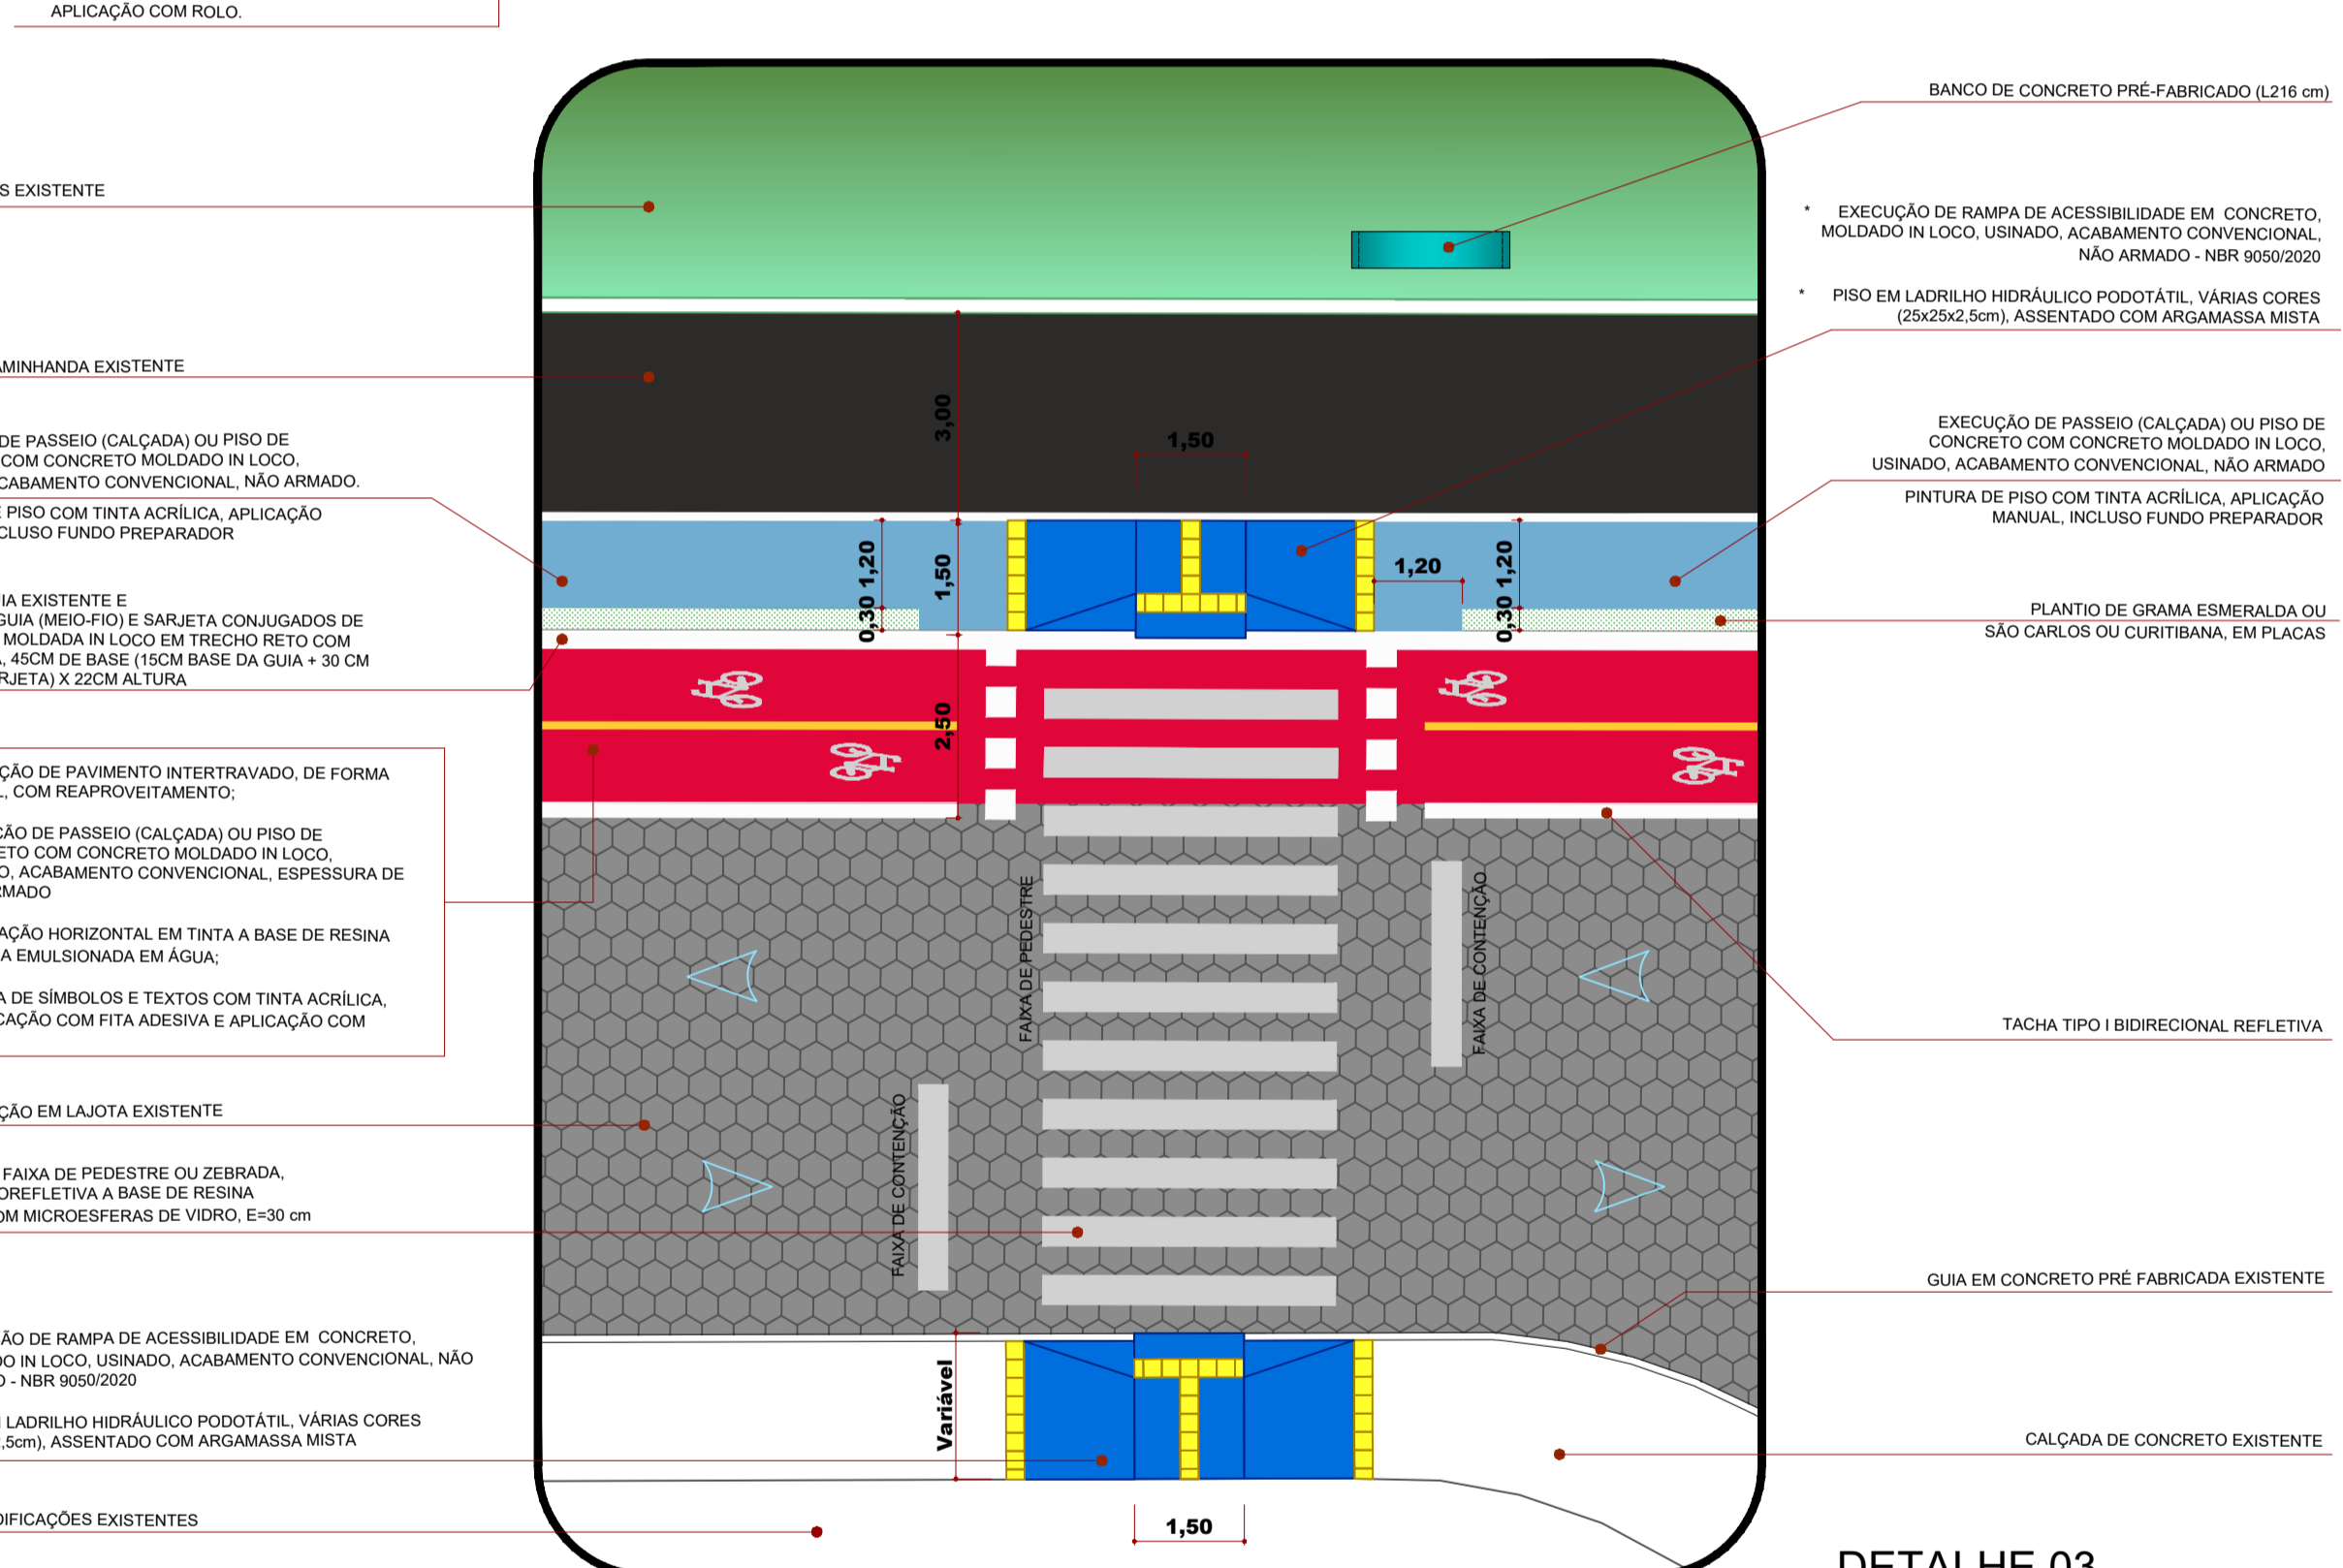 APLICAÇÃO COM ROLO.
S EXISTENTE
AMINHANDA EXISTENTE
DE PASSEIO (CALÇADA) OU PISO DE
COM CONCRETO MOLDADO IN LOCO,
CABAMENTO CONVENCIONAL, NÃO ARMADO.
E PISO COM TINTA ACRÍLICA, APLICAÇÃO
CLUSO FUNDO PREPARADOR
UIA EXISTENTE E
GUIA (MEIO-FIO) E SARJETA CONJUGADOS DE
MOLDADA IN LOCO EM TRECHO RETO COM
, 45CM DE BASE (15CM BASE DA GUIA + 30 CM
RJETA) X 22CM ALTURA
ÇÃO DE PAVIMENTO INTERTRAVADO, DE FORMA
L, COM REAPROVEITAMENTO;
ÇÃO DE PASSEIO (CALÇADA) OU PISO DE
ETO COM CONCRETO MOLDADO IN LOCO,
O, ACABAMENTO CONVENCIONAL, ESPESSURA DE
RMADO
AÇÃO HORIZONTAL EM TINTA A BASE DE RESINA
A EMULSIONADA EM ÁGUA;
A DE SÍMBOLOS E TEXTOS COM TINTA ACRÍLICA,
CAÇÃO COM FITA ADESIVA E APLICAÇÃO COM
ÇÃO EM LAJOTA EXISTENTE
FAIXA DE PEDESTRE OU ZEBRADA,
OREFLETIVA A BASE DE RESINA
OM MICROESFERAS DE VIDRO, E=30 cm
ÃO DE RAMPA DE ACESSIBILIDADE EM CONCRETO,
DO IN LOCO, USINADO, ACABAMENTO CONVENCIONAL, NÃO
O - NBR 9050/2020
LADRILHO HIDRÁULICO PODOTÁTIL, VÁRIAS CORES
,5cm), ASSENTADO COM ARGAMASSA MISTA
DIFICAÇÕES EXISTENTES
3,00
1,50
1,20
0,30
1,50
1,20
1,20
0,30
2,50
FAIXA DE PEDESTRE
FAIXA DE CONTENÇÃO
FAIXA DE CONTENÇÃO
Variável
1,50
BANCO DE CONCRETO PRÉ-FABRICADO (L216 cm)
* EXECUÇÃO DE RAMPA DE ACESSIBILIDADE EM CONCRETO,
MOLDADO IN LOCO, USINADO, ACABAMENTO CONVENCIONAL,
NÃO ARMADO - NBR 9050/2020
* PISO EM LADRILHO HIDRÁULICO PODOTÁTIL, VÁRIAS CORES
(25x25x2,5cm), ASSENTADO COM ARGAMASSA MISTA
EXECUÇÃO DE PASSEIO (CALÇADA) OU PISO DE
CONCRETO COM CONCRETO MOLDADO IN LOCO,
USINADO, ACABAMENTO CONVENCIONAL, NÃO ARMADO
PINTURA DE PISO COM TINTA ACRÍLICA, APLICAÇÃO
MANUAL, INCLUSO FUNDO PREPARADOR
PLANTIO DE GRAMA ESMERALDA OU
SÃO CARLOS OU CURITIBANA, EM PLACAS
TACHA TIPO I BIDIRECIONAL REFLETIVA
GUIA EM CONCRETO PRÉ FABRICADA EXISTENTE
CALÇADA DE CONCRETO EXISTENTE
DETALHE 03